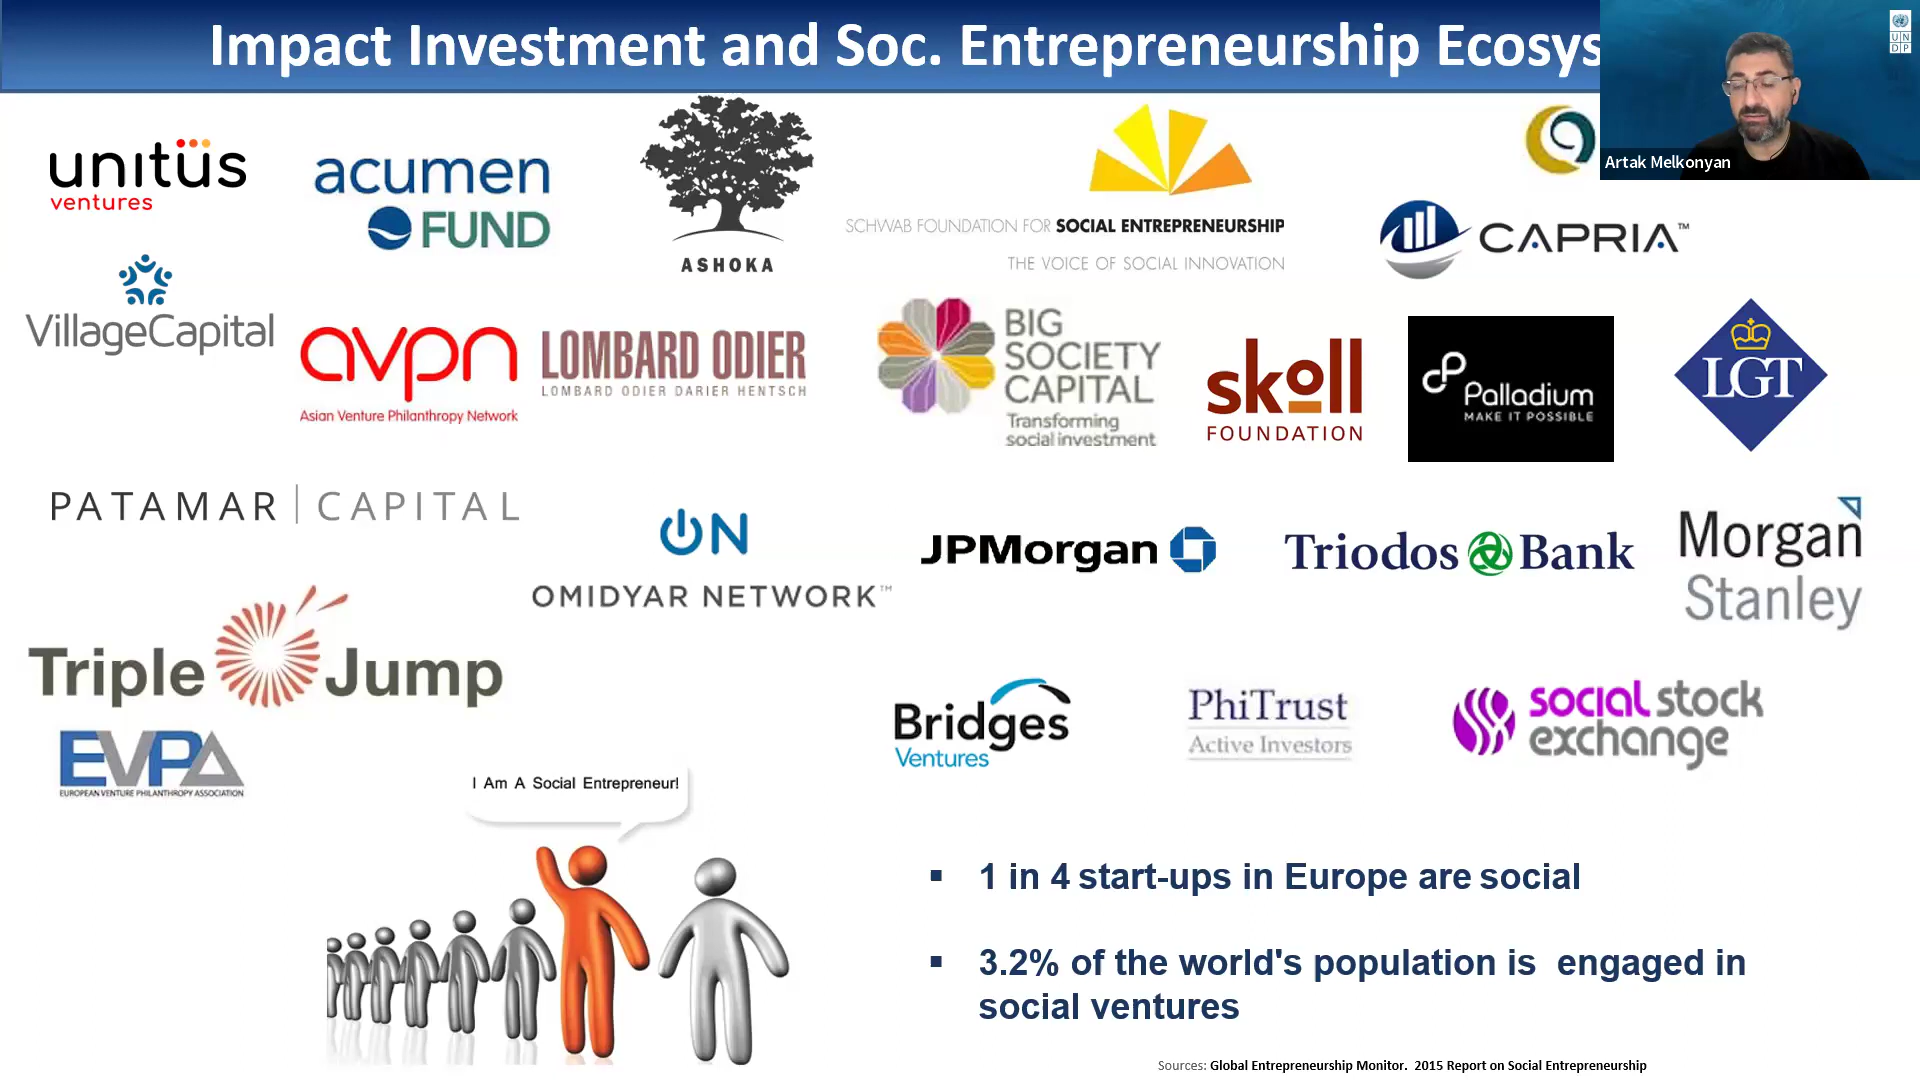 Impact Investment and Soc. Entrepreneurship Ecosys
UN
DP
Artak Melkonyan
unitüs
ventures
acumen
FUND
ASHOKA
SCHWAB FOUNDATION FOR SOCIAL ENTREPRENEURSHIP
THE VOICE OF SOCIAL INNOVATION
CAPRIA™
VillageCapital
avpn
Asian Venture Philanthropy Network
LOMBARD ODIER
LOMBARD ODIER DARIER HENTSCH
BIG
SOCIETY
CAPITAL
Transforming
social investment
skoll
FOUNDATION
Palladium
MAKE IT POSSIBLE
LGT
PATAMAR | CAPITAL
ON
OMIDYAR NETWORK™
JPMorgan
Triodos Bank
Morgan
Stanley
Triple Jump
EVPA
EUROPEAN VENTURE PHILANTHROPY ASSOCIATION
Bridges
Ventures
PhiTrust
Active Investors
social stock
exchange
I Am A Social Entrepreneur!
▪ 1 in 4 start-ups in Europe are social
▪ 3.2% of the world's population is engaged in
social ventures
Sources: Global Entrepreneurship Monitor. 2015 Report on Social Entrepreneurship